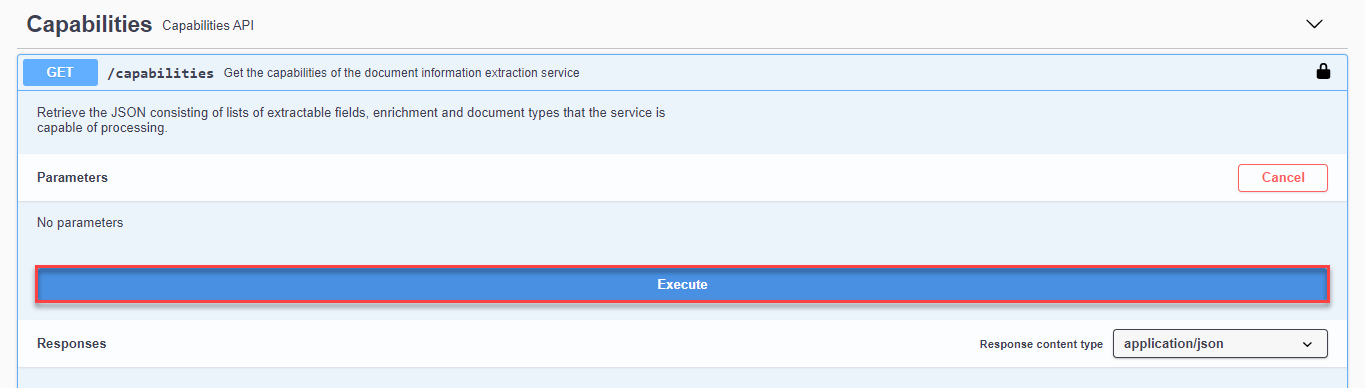 Capabilities Capabilities API
GET /capabilities Get the capabilities of the document information extraction service
Retrieve the JSON consisting of lists of extractable fields, enrichment and document types that the service is
capable of processing.
Parameters Cancel
No parameters
Execute
Responses Response content type application/json